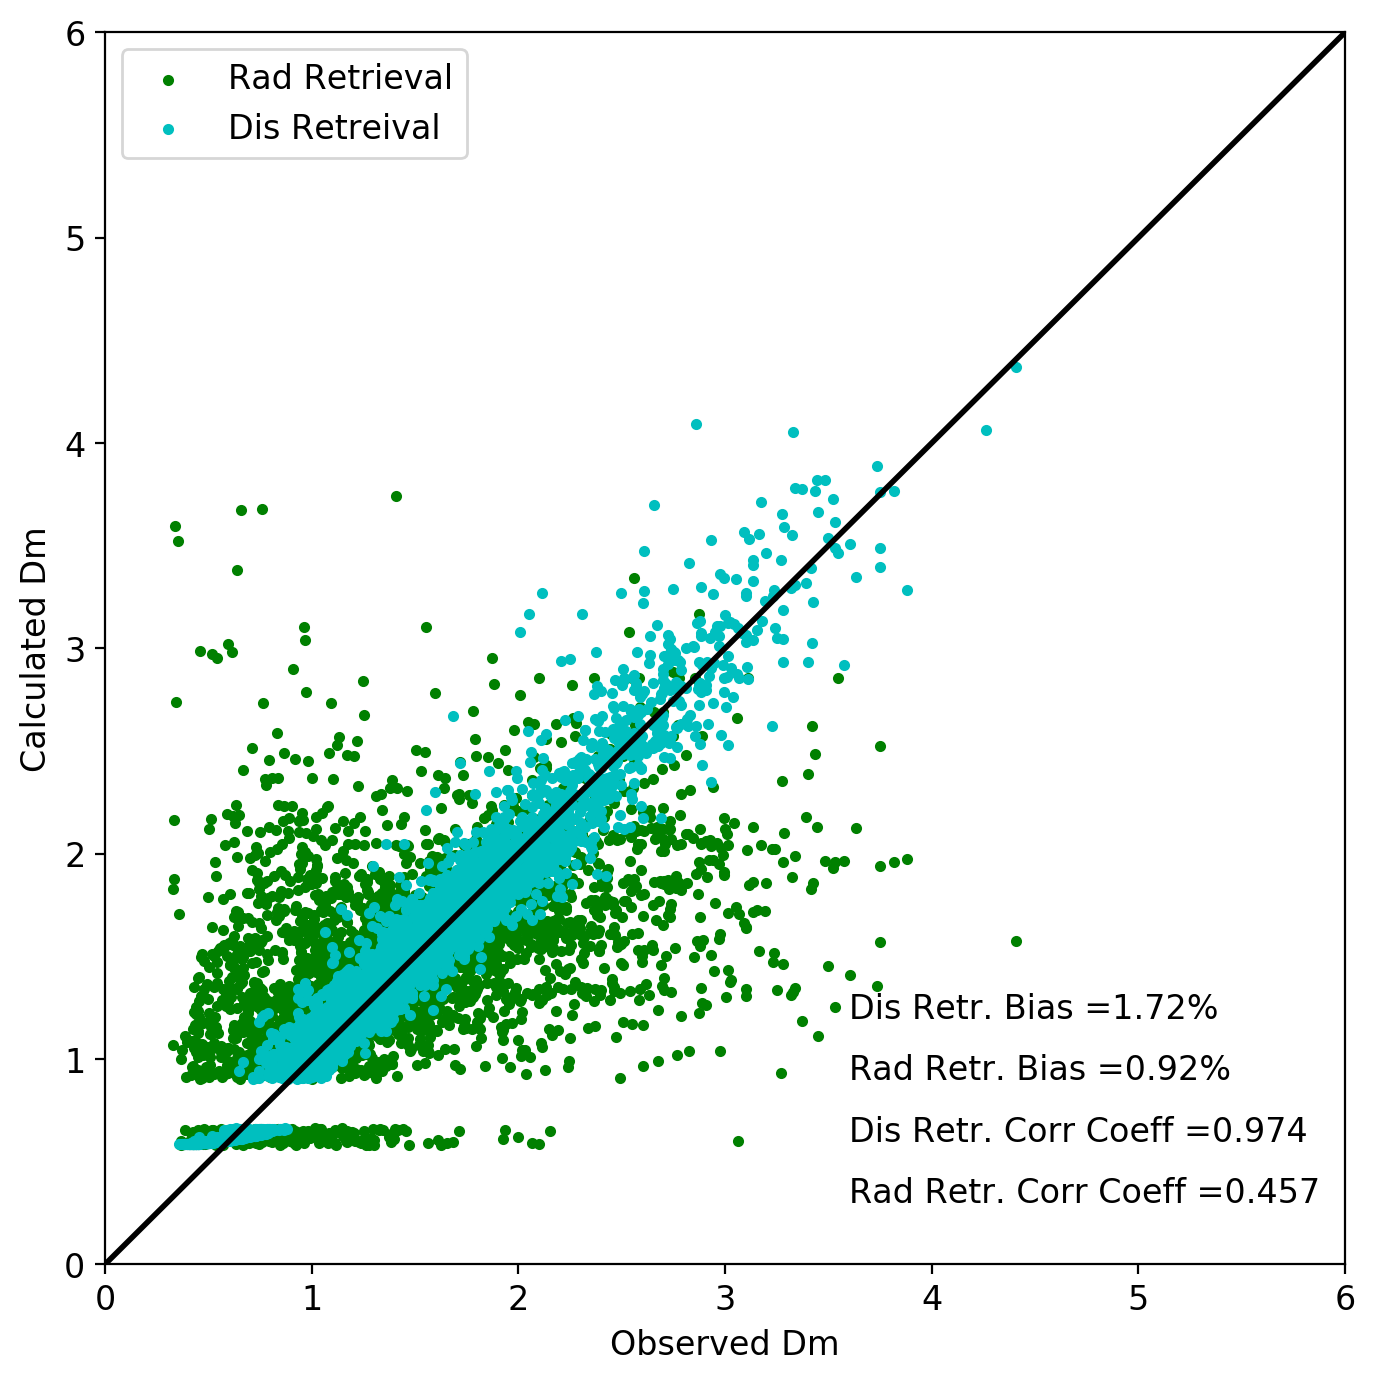 6
Rad Retrieval
Dis Retreival
5
4
3
2
1
0
Calculated Dm
Dis Retr. Bias =1.72%
Rad Retr. Bias =0.92%
Dis Retr. Corr Coeff =0.974
Rad Retr. Corr Coeff =0.457
0 1 2 3 4 5 6
Observed Dm